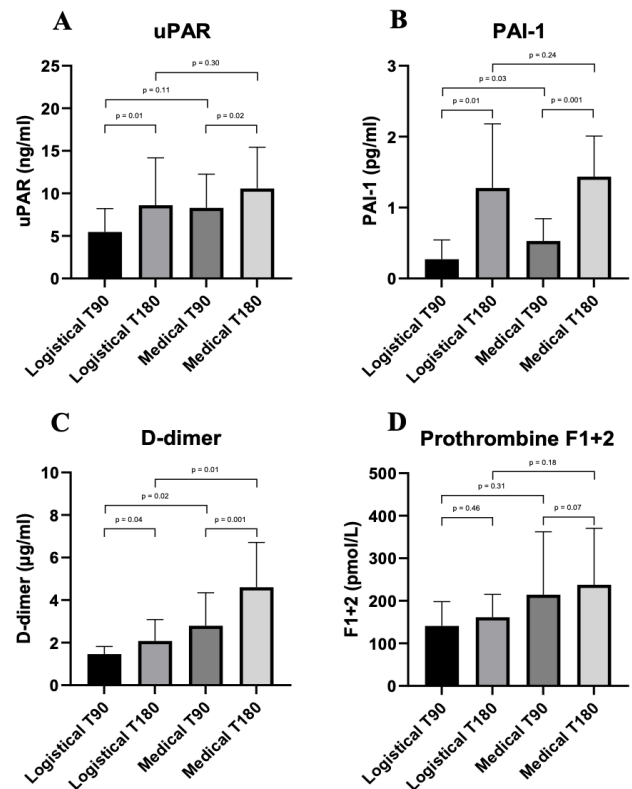 A
uPAR
uPAR (ng/ml)
25
20
15
10
5
0
p = 0.30
p = 0.11
p = 0.01
p = 0.02
Logistical T90
Logistical T180
Medical T90
Medical T180
B
PAI-1
PAI-1 (pg/ml)
3
2
1
0
p = 0.24
p = 0.03
p = 0.01
p = 0.001
Logistical T90
Logistical T180
Medical T90
Medical T180
C
D-dimer
D-dimer (µg/ml)
10
8
6
4
2
0
p = 0.01
p = 0.02
p = 0.04
p = 0.001
Logistical T90
Logistical T180
Medical T90
Medical T180
D
Prothrombine F1+2
F1+2 (pmol/L)
500
400
300
200
100
0
p = 0.18
p = 0.31
p = 0.46
p = 0.07
Logistical T90
Logistical T180
Medical T90
Medical T180